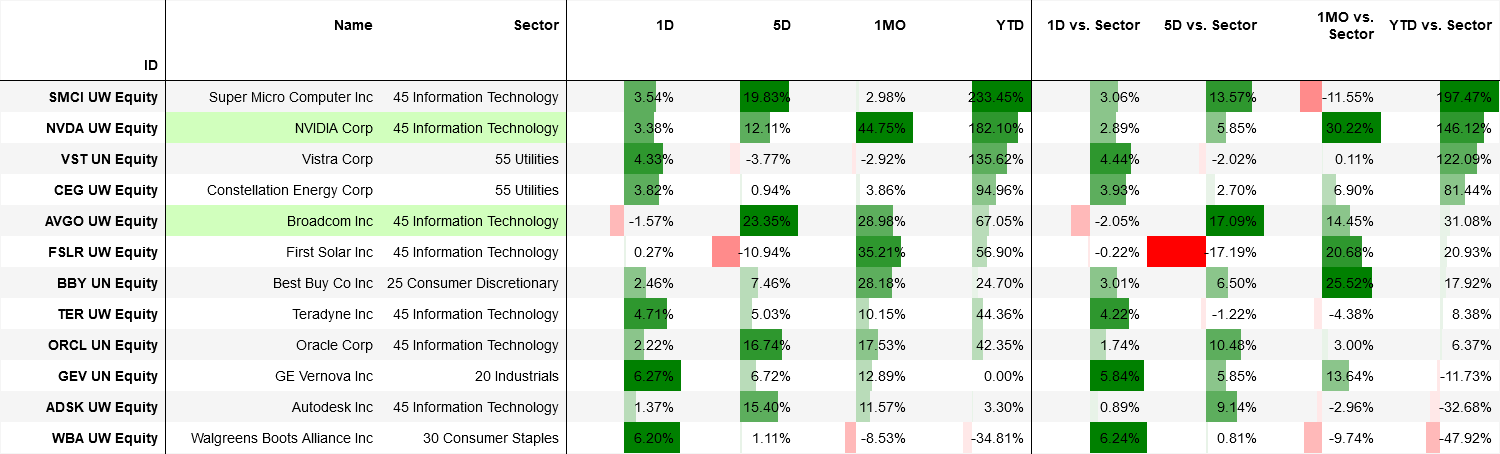 Name Sector 1D 5D 1MO YTD 1D vs. Sector 5D vs. Sector 1MO vs. Sector YTD vs. Sector
ID
SMCI UW Equity Super Micro Computer Inc 45 Information Technology 3.54% 19.83% 2.98% 233.45% 3.06% 13.57% -11.55% 197.47%
NVDA UW Equity NVIDIA Corp 45 Information Technology 3.38% 12.11% 44.75% 182.10% 2.89% 5.85% 30.22% 146.12%
VST UN Equity Vistra Corp 55 Utilities 4.33% -3.77% -2.92% 135.62% 4.44% -2.02% 0.11% 122.09%
CEG UW Equity Constellation Energy Corp 55 Utilities 3.82% 0.94% 3.86% 94.96% 3.93% 2.70% 6.90% 81.44%
AVGO UW Equity Broadcom Inc 45 Information Technology -1.57% 23.35% 28.98% 67.05% -2.05% 17.09% 14.45% 31.08%
FSLR UW Equity First Solar Inc 45 Information Technology 0.27% -10.94% 35.21% 56.90% -0.22% -17.19% 20.68% 20.93%
BBY UN Equity Best Buy Co Inc 25 Consumer Discretionary 2.46% 7.46% 28.18% 24.70% 3.01% 6.50% 25.52% 17.92%
TER UW Equity Teradyne Inc 45 Information Technology 4.71% 5.03% 10.15% 44.36% 4.22% -1.22% -4.38% 8.38%
ORCL UN Equity Oracle Corp 45 Information Technology 2.22% 16.74% 17.53% 42.35% 1.74% 10.48% 3.00% 6.37%
GEV UN Equity GE Vernova Inc 20 Industrials 6.27% 6.72% 12.89% 0.00% 5.84% 5.85% 13.64% -11.73%
ADSK UW Equity Autodesk Inc 45 Information Technology 1.37% 15.40% 11.57% 3.30% 0.89% 9.14% -2.96% -32.68%
WBA UW Equity Walgreens Boots Alliance Inc 30 Consumer Staples 6.20% 1.11% -8.53% -34.81% 6.24% 0.81% -9.74% -47.92%